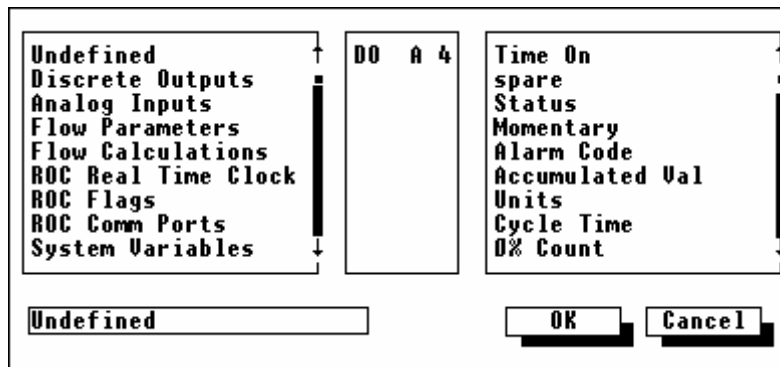 Undefined
Discrete Outputs
Analog Inputs
Flow Parameters
Flow Calculations
ROC Real Time Clock
ROC Flags
ROC Comm Ports
System Variables
DO A 4
Time On
spare
Status
Momentary
Alarm Code
Accumulated Val
Units
Cycle Time
0% Count
Undefined
OK
Cancel